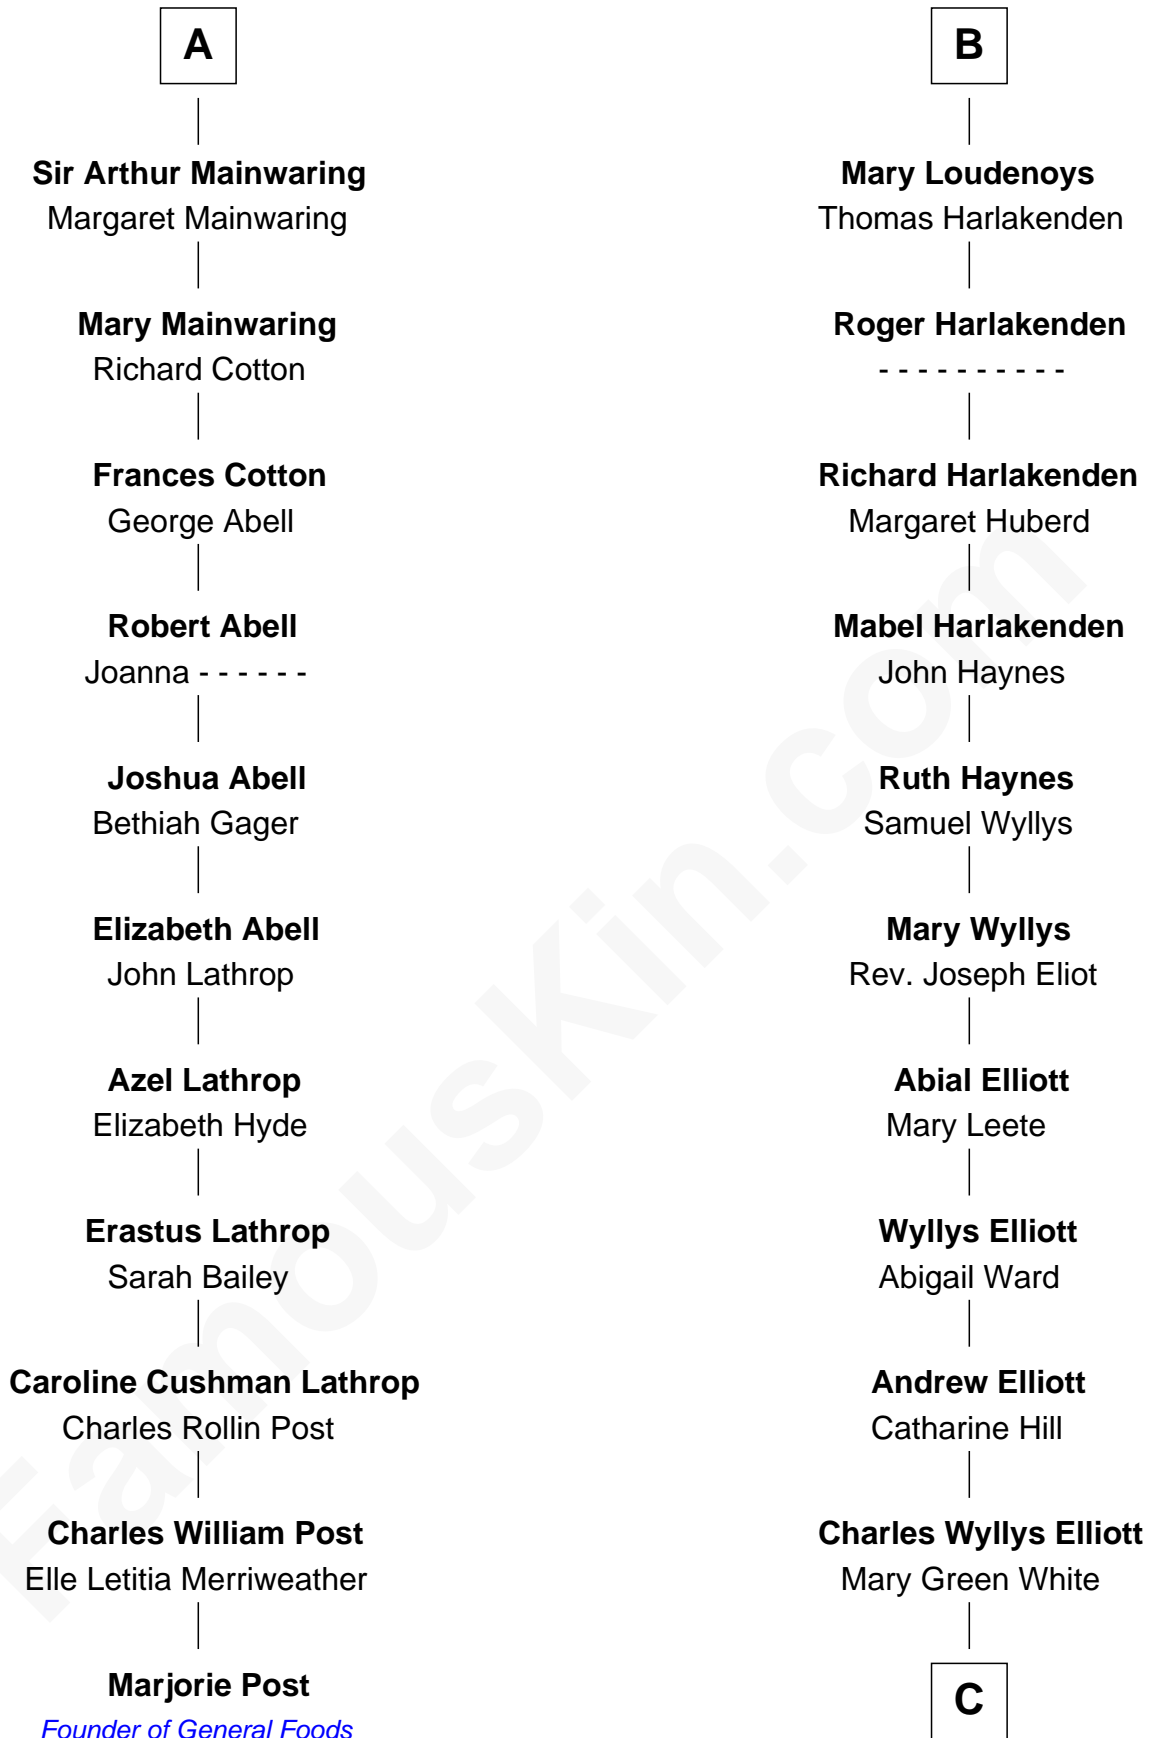 A
Sir Arthur Mainwaring
Margaret Mainwaring
Mary Mainwaring
Richard Cotton
Frances Cotton
George Abell
Robert Abell
Joanna - - - - - -
Joshua Abell
Bethiah Gager
Elizabeth Abell
John Lathrop
Azel Lathrop
Elizabeth Hyde
Erastus Lathrop
Sarah Bailey
Caroline Cushman Lathrop
Charles Rollin Post
Charles William Post
Elle Letitia Merriweather
Marjorie Post
Founder of General Foods
B
Mary Loudenoys
Thomas Harlakenden
Roger Harlakenden
- - - - - - - - - -
Richard Harlakenden
Margaret Huberd
Mabel Harlakenden
John Haynes
Ruth Haynes
Samuel Wyllys
Mary Wyllys
Rev. Joseph Eliot
Abial Elliott
Mary Leete
Wyllys Elliott
Abigail Ward
Andrew Elliott
Catharine Hill
Charles Wyllys Elliott
Mary Green White
C
FamousKin.com